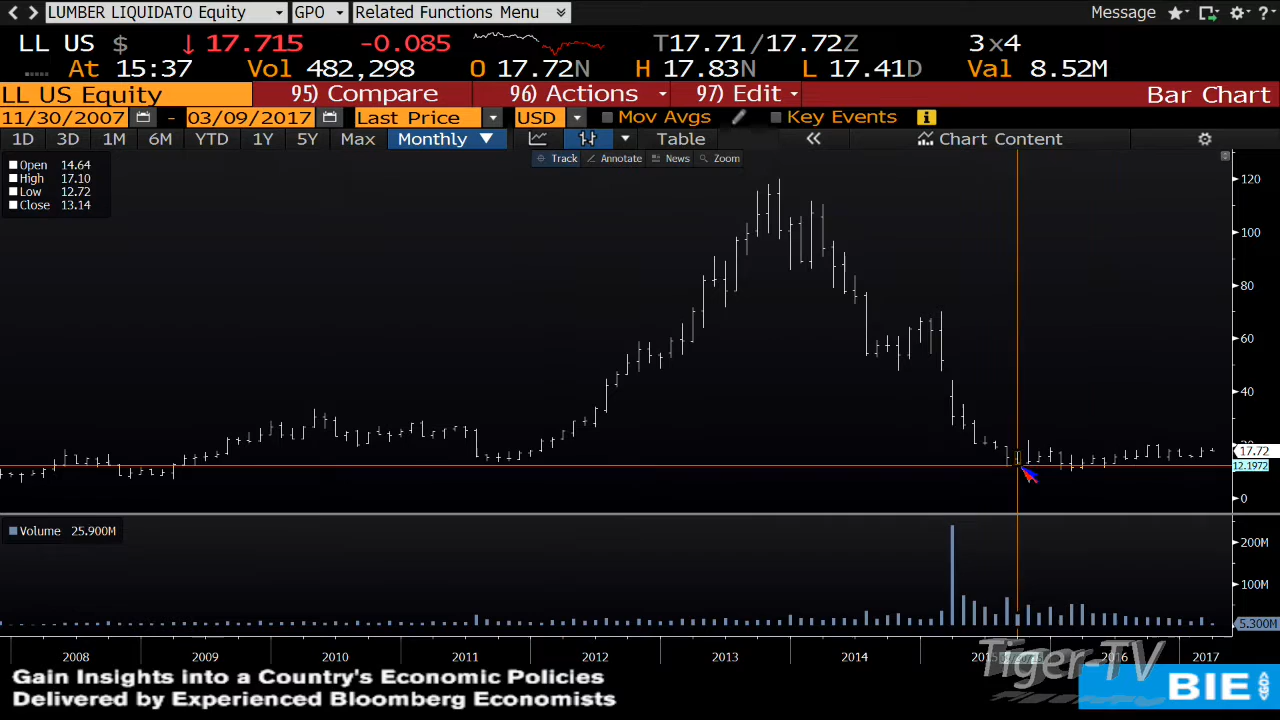 LUMBER LIQUIDATO Equity GPO Related Functions Menu Message ?
LL US $ ↓ 17.715 -0.085 T17.71/17.72Z 3x4
At 15:37 Vol 482,298 O 17.72N H 17.83N L 17.41D Val 8.52M
LL US Equity 95) Compare 96) Actions 97) Edit Bar Chart
11/30/2007 - 03/09/2017 Last Price USD Mov Avgs Key Events i
1D 3D 1M 6M YTD 1Y 5Y Max Monthly ▼ Table « Chart Content
Track Annotate News Zoom
Open 14.64
High 17.10
Low 12.72
Close 13.14
120
100
80
60
40
20
17.72
12.1972
0
Volume 25.900M
200M
100M
5.300M
2008 2009 2010 2011 2012 2013 2014 2015 2016 2017
Tiger-TV
Gain Insights into a Country's Economic Policies
Delivered by Experienced Bloomberg Economists
BIE
GO